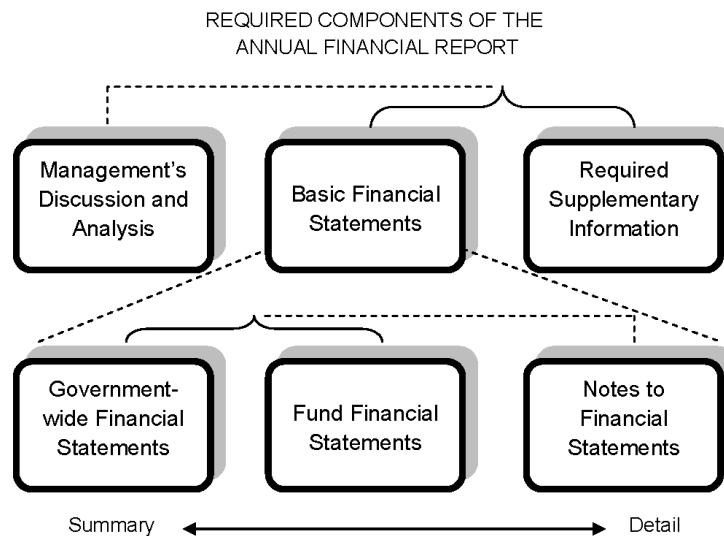 REQUIRED COMPONENTS OF THE
ANNUAL FINANCIAL REPORT
Management's
Discussion and
Analysis
Basic Financial
Statements
Required
Supplementary
Information
Government-
wide Financial
Statements
Fund Financial
Statements
Notes to
Financial
Statements
Summary
Detail